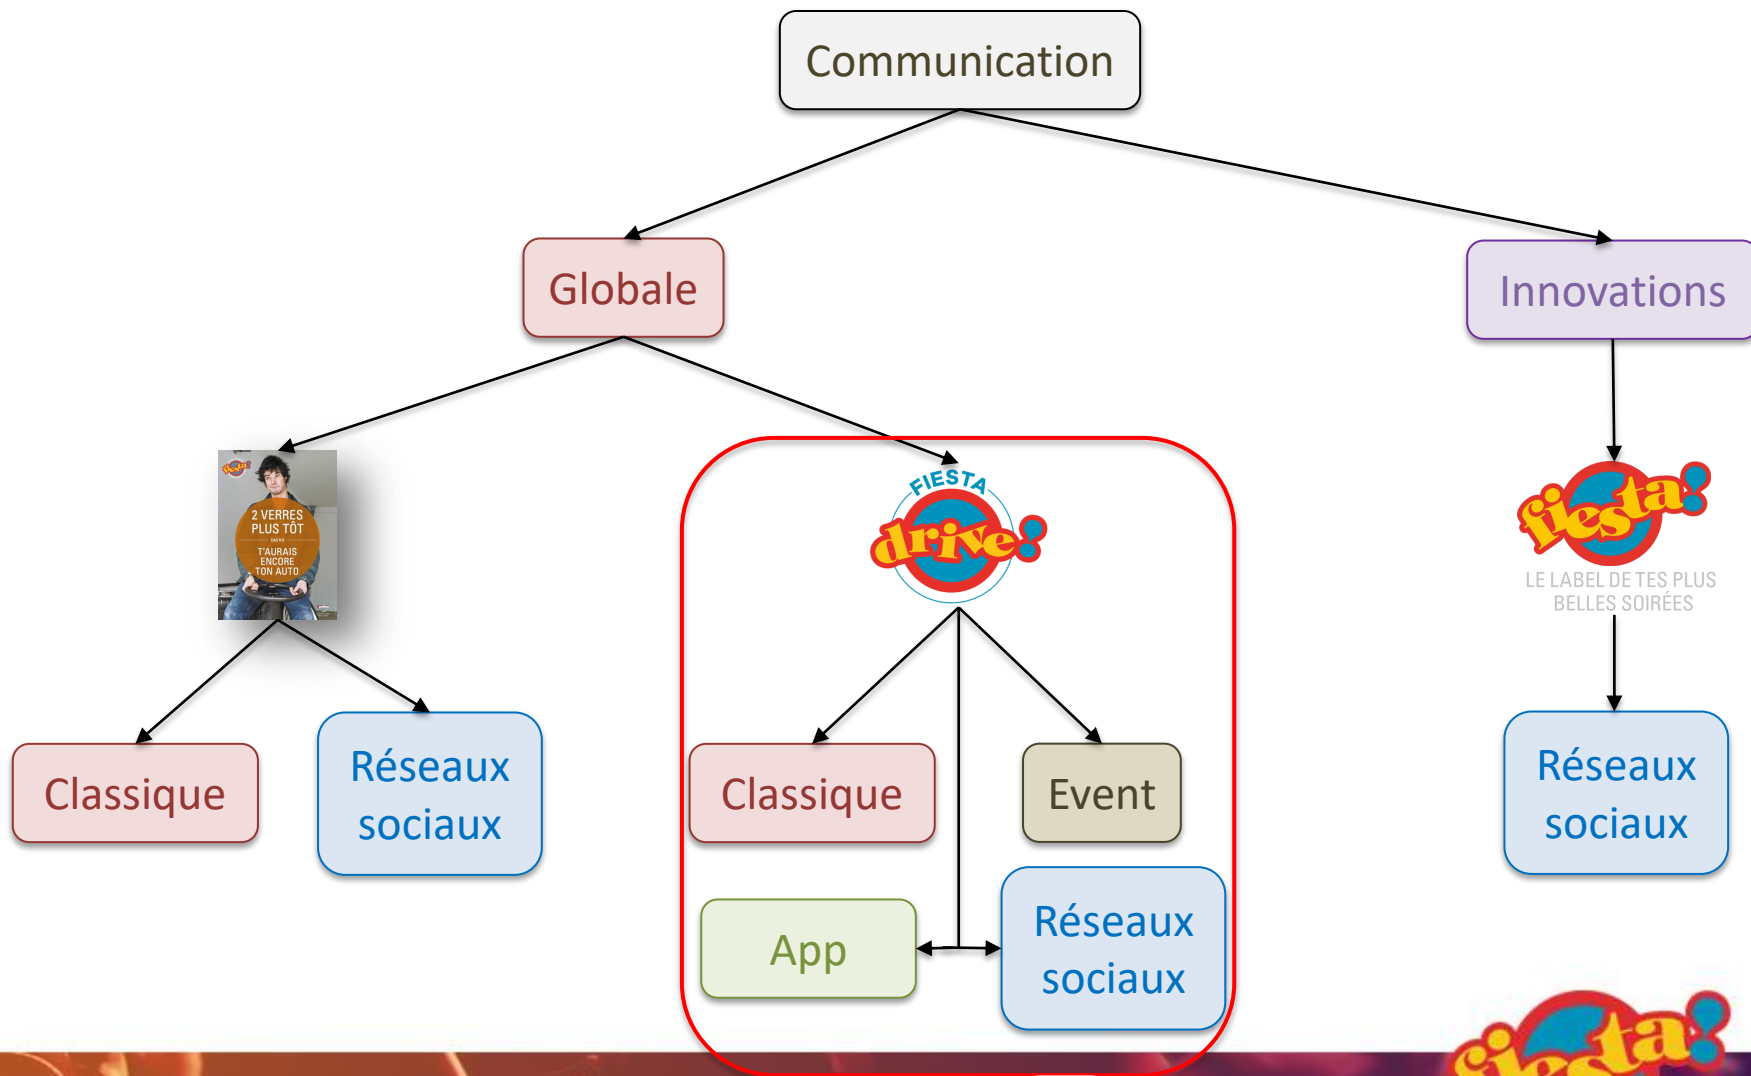 Communication
Globale
Innovations
fiesta!
2 VERRES
PLUS TÔT
T'AURAIS
ENCORE
TON AUTO
FIESTA
drive!
fiesta!
LE LABEL DE TES PLUS
BELLES SOIRÉES
Classique
Réseaux
sociaux
Classique
Event
Réseaux
sociaux
App
Réseaux
sociaux
fiesta!